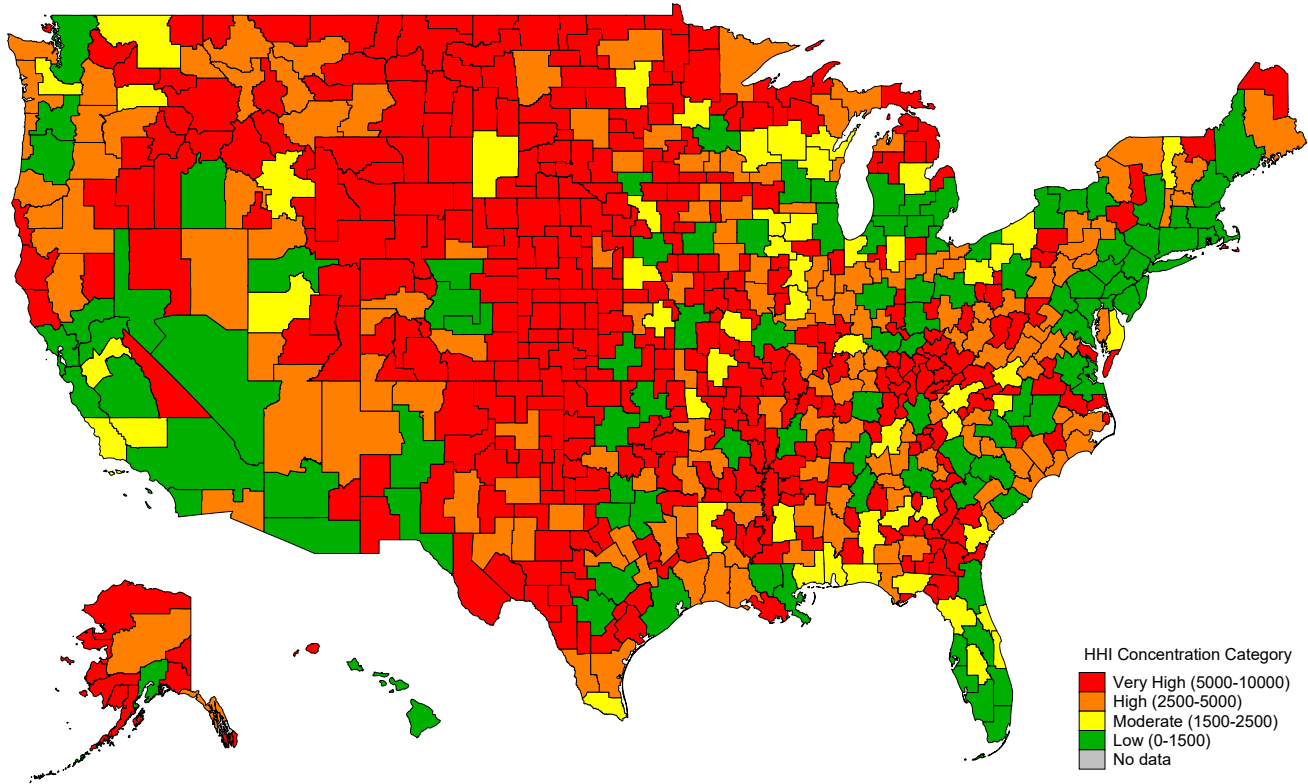 HHI Concentration Category
Very High (5000-10000)
High (2500-5000)
Moderate (1500-2500)
Low (0-1500)
No data